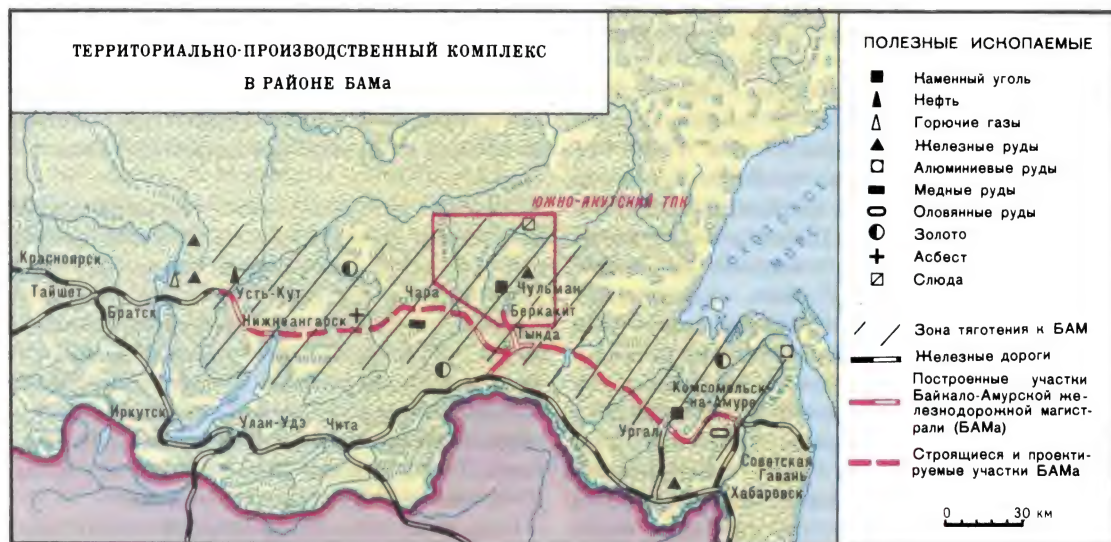 ТЕРРИТОРИАЛЬНО-ПРОИЗВОДСТВЕННЫЙ КОМПЛЕКС
В РАЙОНЕ БАМа
ПОЛЕЗНЫЕ ИСКОПАЕМЫЕ
Каменный уголь
Нефть
Горючие газы
Железные руды
Алюминиевые руды
Медные руды
Оловянные руды
Золото
Асбест
Слюда
Зона тяготения к БАМ
Железные дороги
Построенные участки
Байкало-Амурской же-
лезнодорожной магист-
рали (БАМа)
Строящиеся и проекти-
руемые участки БАМа
0 30 км
ЮЖНО-ЯКУТСКИЙ ТПК
ОХОТСКОЕ
МОРЕ
Красноярск
Тайшет
Братск
Усть-Кут
Нижнеангарск
Чара
Чульман
Беркакит
Тында
Комсомольск-
на-Амуре
Ургал
Советская
Гавань
Хабаровск
Иркутск
Улан-Удэ
Чита